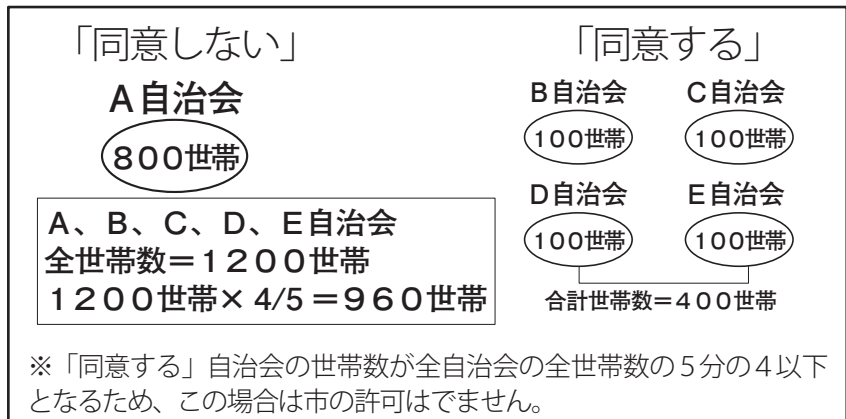 「同意しない」
A自治会
800世帯
A、B、C、D、E自治会
全世帯数=1200世帯
1200世帯× 4/5 =960世帯
「同意する」
B自治会 C自治会
100世帯 100世帯
D自治会 E自治会
100世帯 100世帯
合計世帯数=400世帯
※「同意する」自治会の世帯数が全自治会の全世帯数の5分の4以下
となるため、この場合は市の許可はでません。